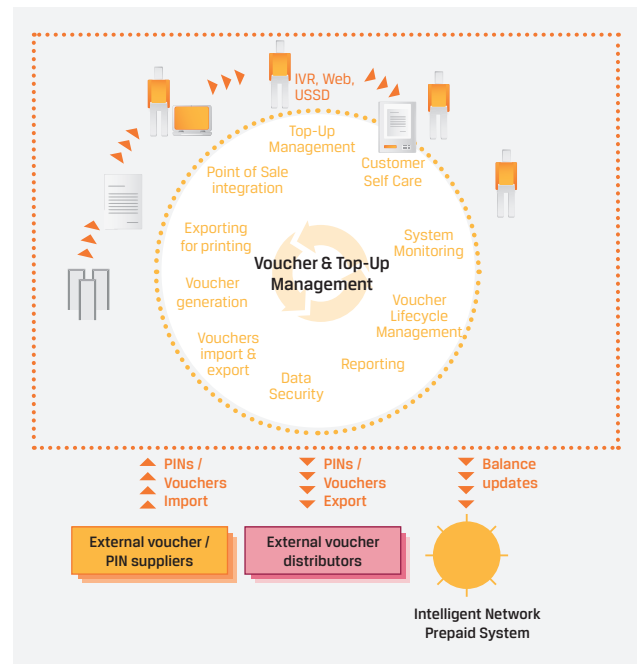 IVR, Web,
USSD
Top-Up
Management
Customer
Self Care
Point of Sale
integration
Exporting
for printing
System
Monitoring
Voucher & Top-Up
Management
Voucher
generation
Voucher
Lifecycle
Management
Vouchers
import &
export
Reporting
Data
Security
PINs /
Vouchers
Import
PINs /
Vouchers
Export
Balance
updates
External voucher /
PIN suppliers
External voucher
distributors
Intelligent Network
Prepaid System